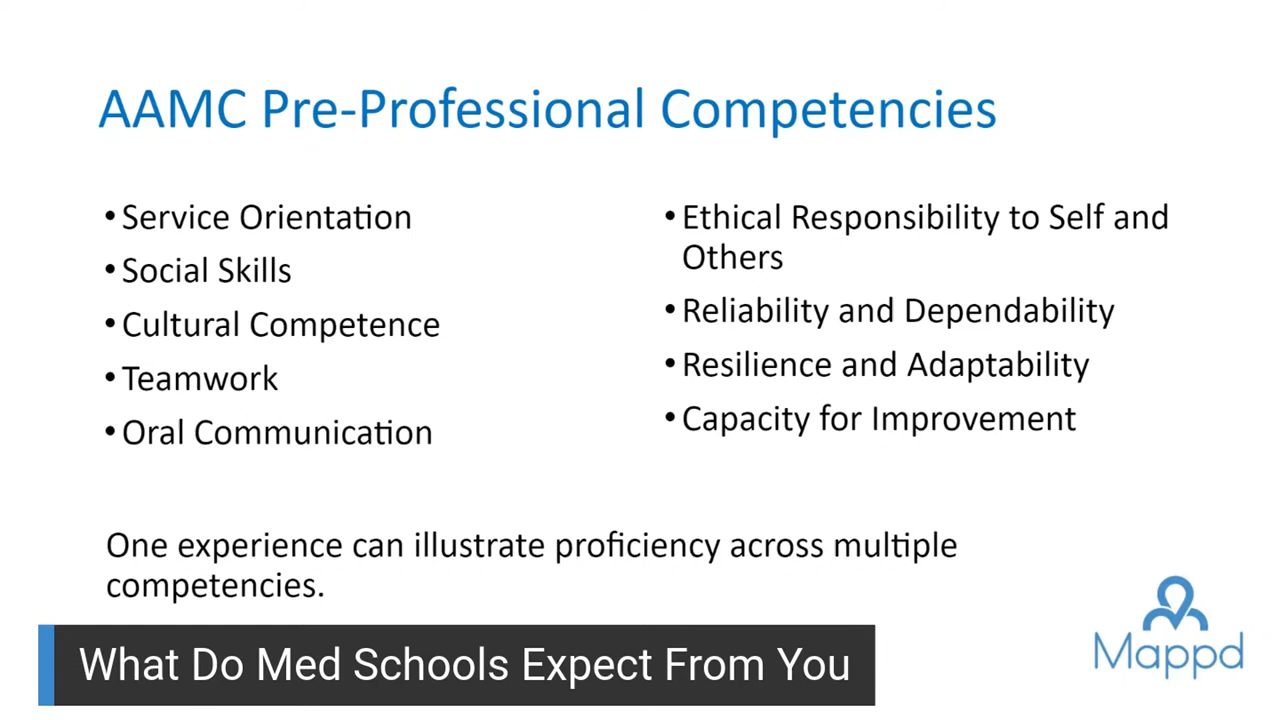 AAMC Pre-Professional Competencies
•Service Orientation
•Social Skills
•Cultural Competence
•Teamwork
•Oral Communication
•Ethical Responsibility to Self and
Others
•Reliability and Dependability
•Resilience and Adaptability
•Capacity for Improvement
One experience can illustrate proficiency across multiple
competencies.
What Do Med Schools Expect From You
Mappd